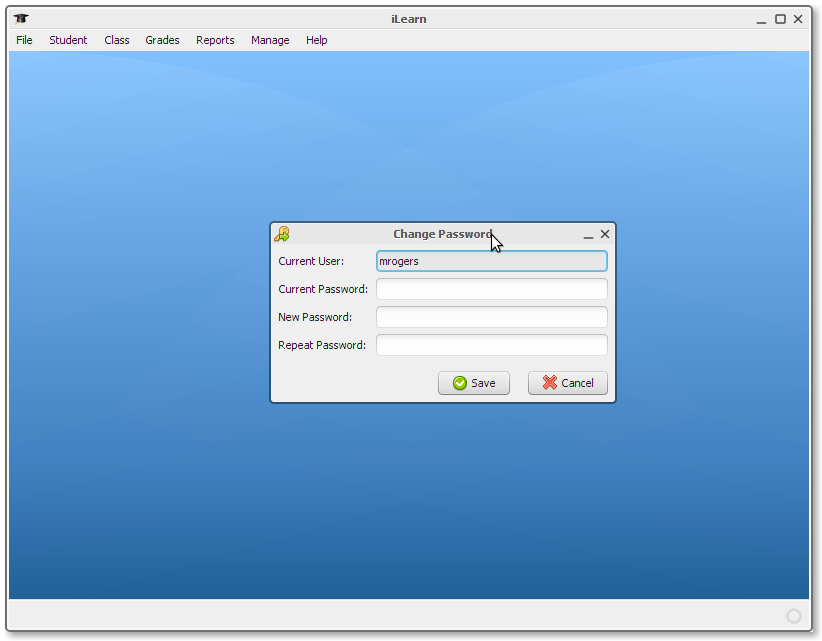 iLearn
File Student Class Grades Reports Manage Help
Change Password
Current User: mrogers
Current Password:
New Password:
Repeat Password:
Save Cancel